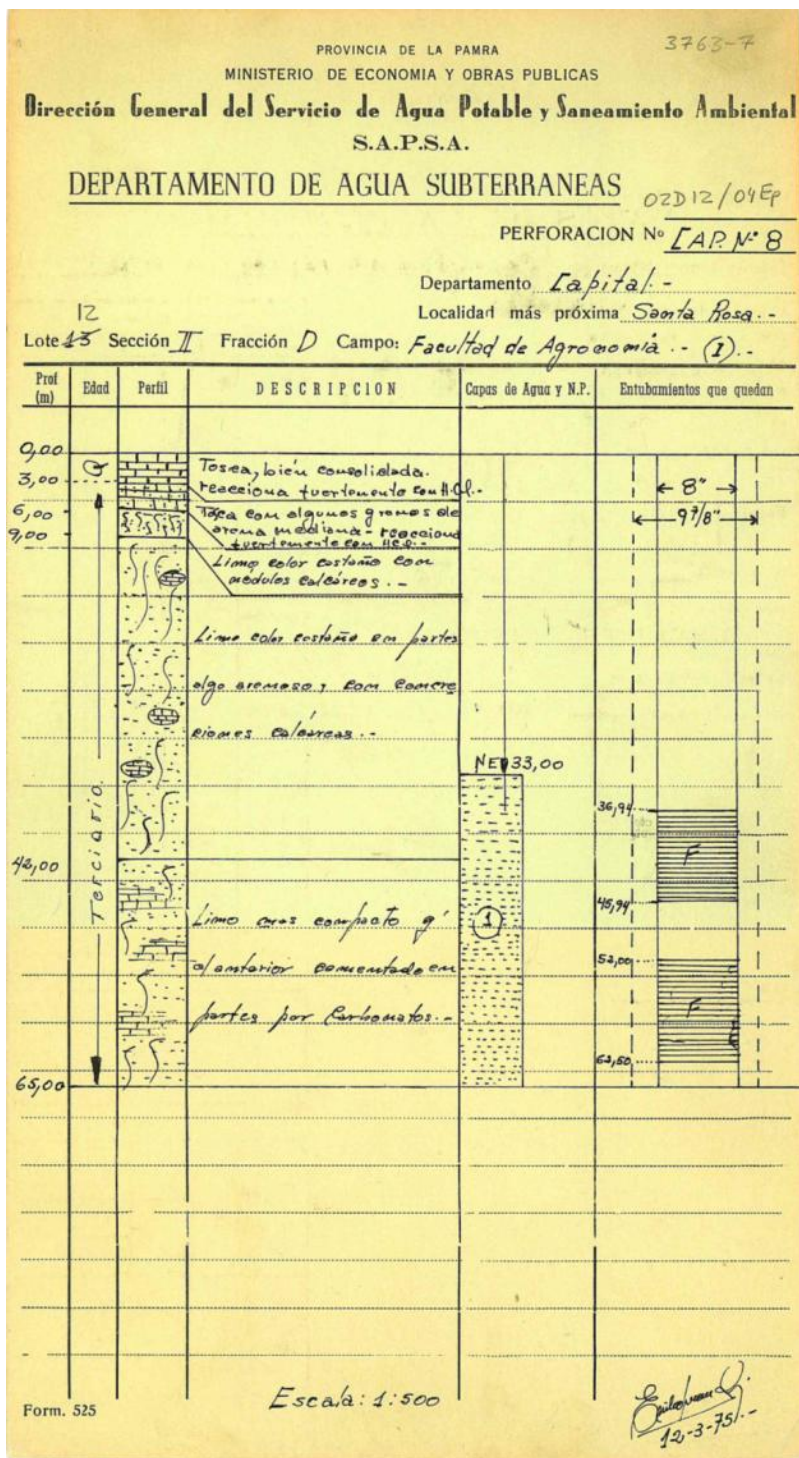 3763-7
PROVINCIA DE LA PAMRA
MINISTERIO DE ECONOMIA Y OBRAS PUBLICAS
Dirección General del Servicio de Agua Potable y Saneamiento Ambiental
S.A.P.S.A.
DEPARTAMENTO DE AGUA SUBTERRANEAS
02D12/04Ep
PERFORACION Nº CAP. Nº 8
Departamento Capital.-
Localidad más próxima Santa Rosa.-
12
Lote 13 Sección II Fracción D Campo: Facultad de Agronomía.- (1).-
Prof (m) Edad Perfil DESCRIPCION Capas de Agua y N.P. Entubamientos que quedan
0,00
Q
Tosca, bién consolidada.
3,00
reacciona fuertemente con H.Cl.-
8"
6,00
Tosca con algunos granos de
arena mediana - reacciona
9 7/8"
9,00
fuertemente con HCl.-
Limo color castaño con
nódulos calcáreos.-
Limo color castaño en partes
algo arenoso y con concre
ciones calcáreas.-
NE 33,00
36,94
Terciario
F
42,00
45,94
Limo mas compacto q'
1
al anterior cementado en
52,00
partes por Carbonatos.-
F
62,50
65,00
Escala: 1:500
Form. 525
12-3-75.-